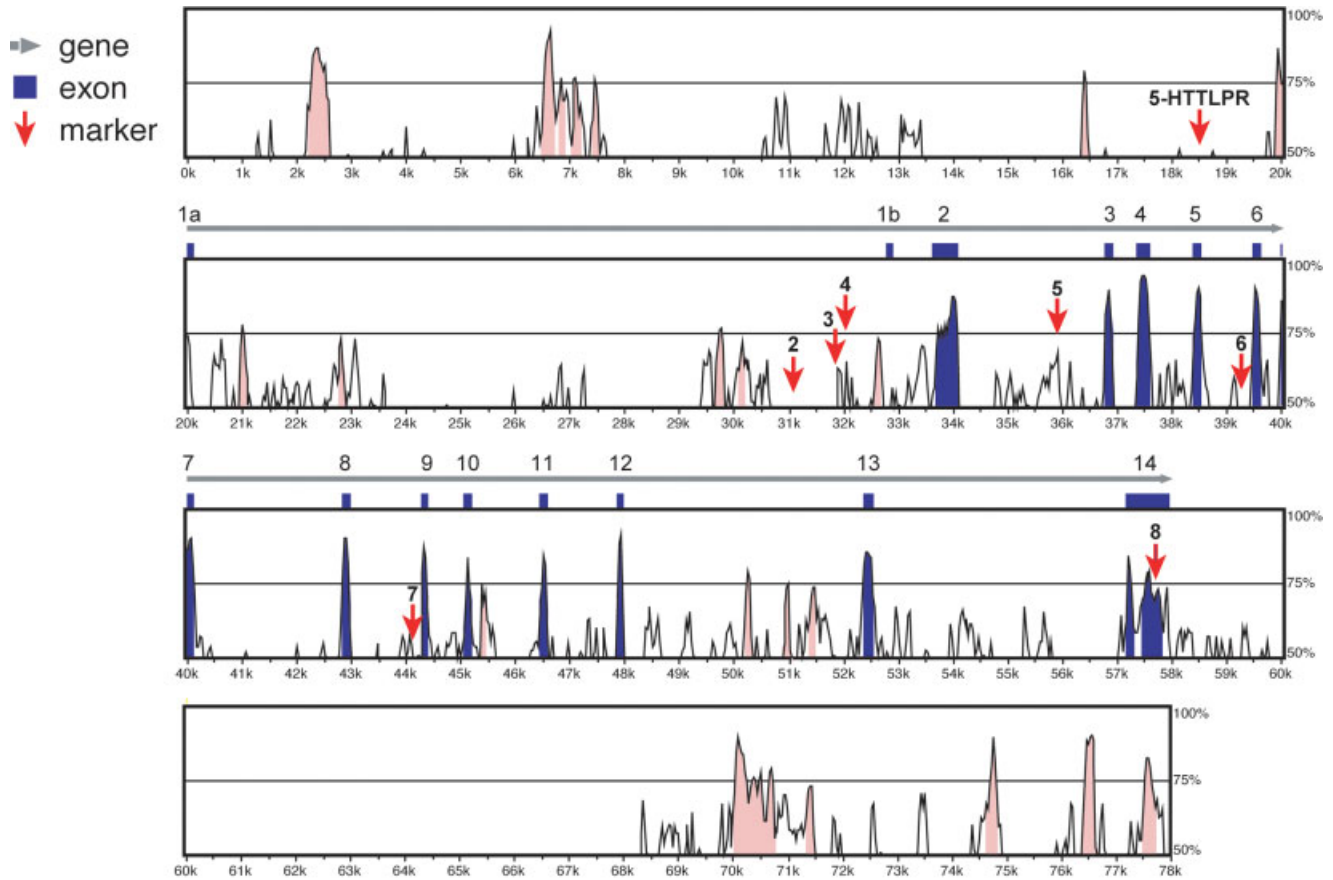 gene
exon
marker
100%
75%
50%
5-HTTLPR
0k 1k 2k 3k 4k 5k 6k 7k 8k 9k 10k 11k 12k 13k 14k 15k 16k 17k 18k 19k 20k
1a 1b 2 3 4 5 6
100%
75%
50%
2 3 4 5 6
20k 21k 22k 23k 24k 25k 26k 27k 28k 29k 30k 31k 32k 33k 34k 35k 36k 37k 38k 39k 40k
7 8 9 10 11 12 13 14
100%
75%
50%
7 8
40k 41k 42k 43k 44k 45k 46k 47k 48k 49k 50k 51k 52k 53k 54k 55k 56k 57k 58k 59k 60k
100%
75%
50%
60k 61k 62k 63k 64k 65k 66k 67k 68k 69k 70k 71k 72k 73k 74k 75k 76k 77k 78k